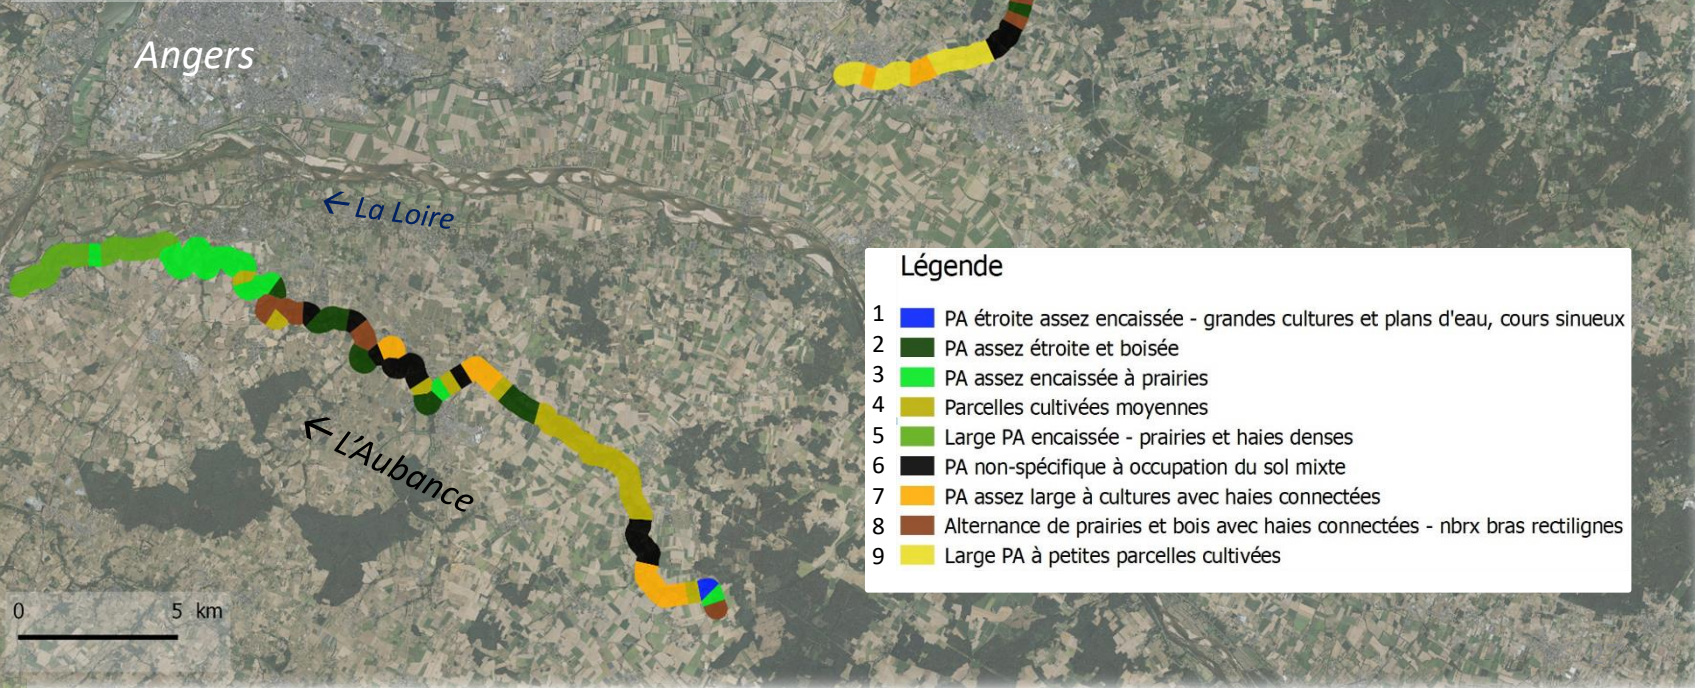 Angers
← La Loire
← L'Aubance
0 5 km
Légende
1 PA étroite assez encaissée - grandes cultures et plans d'eau, cours sinueux
2 PA assez étroite et boisée
3 PA assez encaissée à prairies
4 Parcelles cultivées moyennes
5 Large PA encaissée - prairies et haies denses
6 PA non-spécifique à occupation du sol mixte
7 PA assez large à cultures avec haies connectées
8 Alternance de prairies et bois avec haies connectées - nbrx bras rectilignes
9 Large PA à petites parcelles cultivées